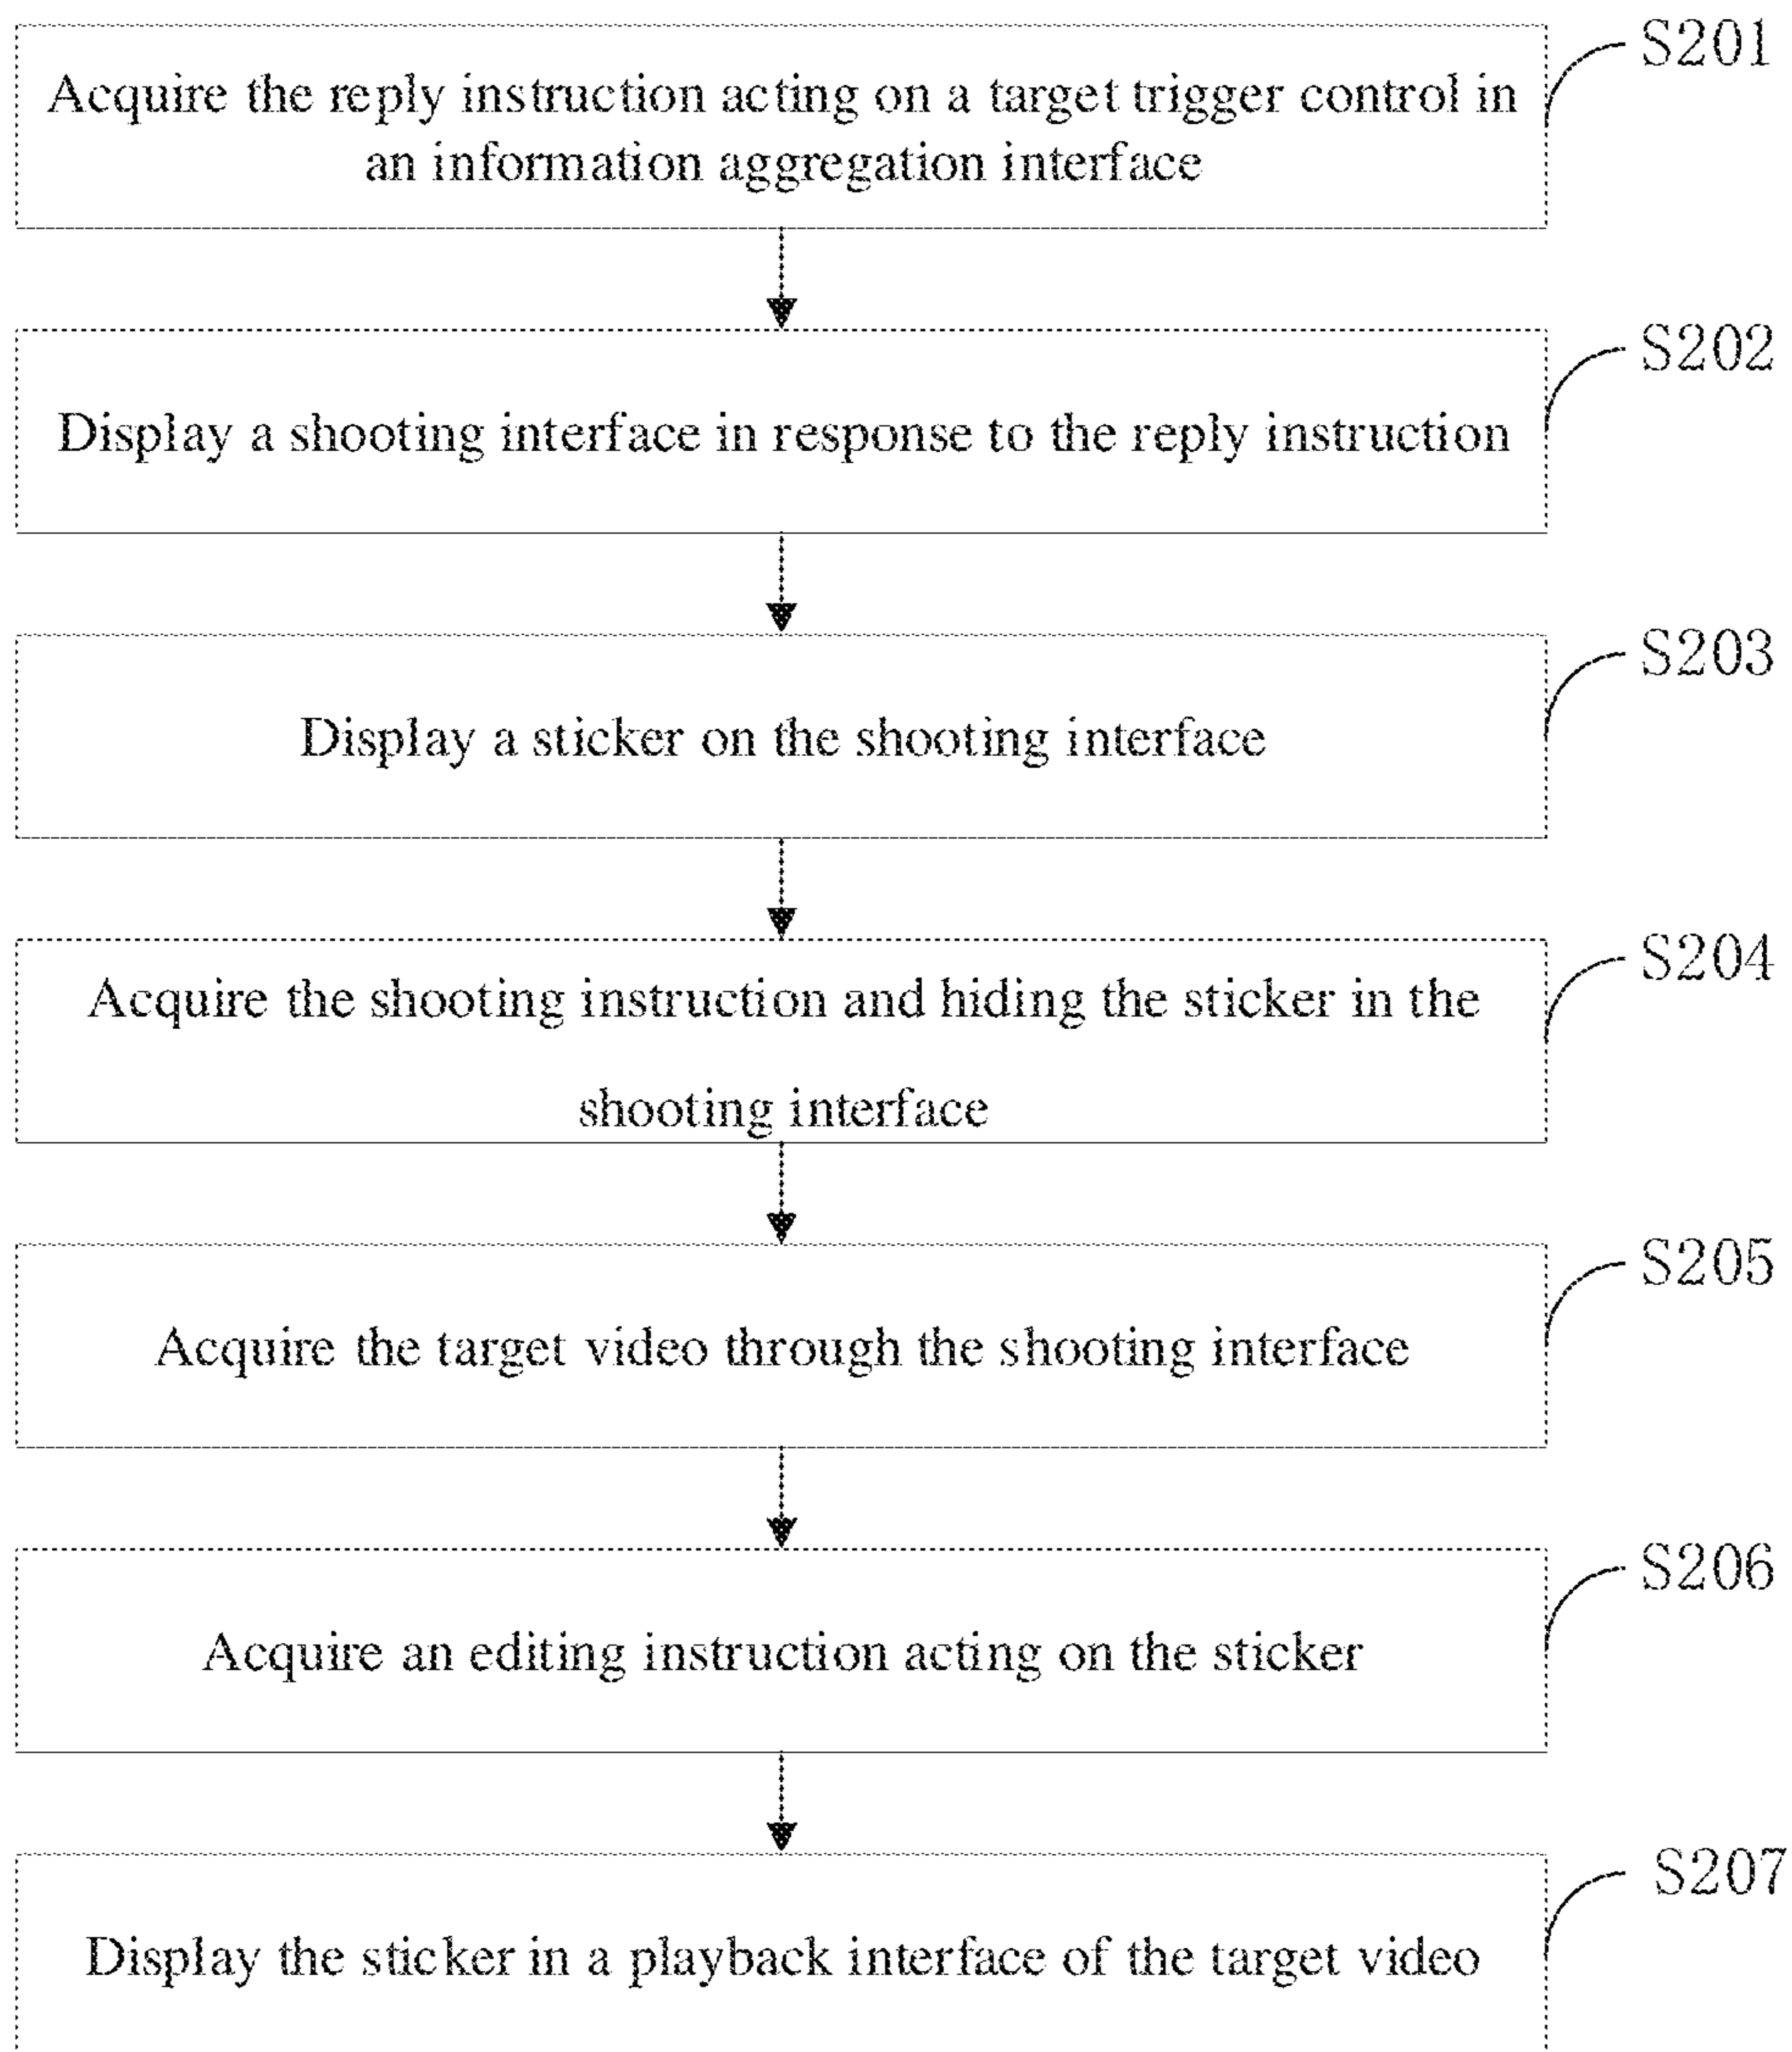 S201
Acquire the reply instruction acting on a target trigger control in
an information aggregation interface
S202
Display a shooting interface in response to the reply instruction
S203
Display a sticker on the shooting interface
S204
Acquire the shooting instruction and hiding the sticker in the
shooting interface
S205
Acquire the target video through the shooting interface
S206
Acquire an editing instruction acting on the sticker
S207
Display the sticker in a playback interface of the target video